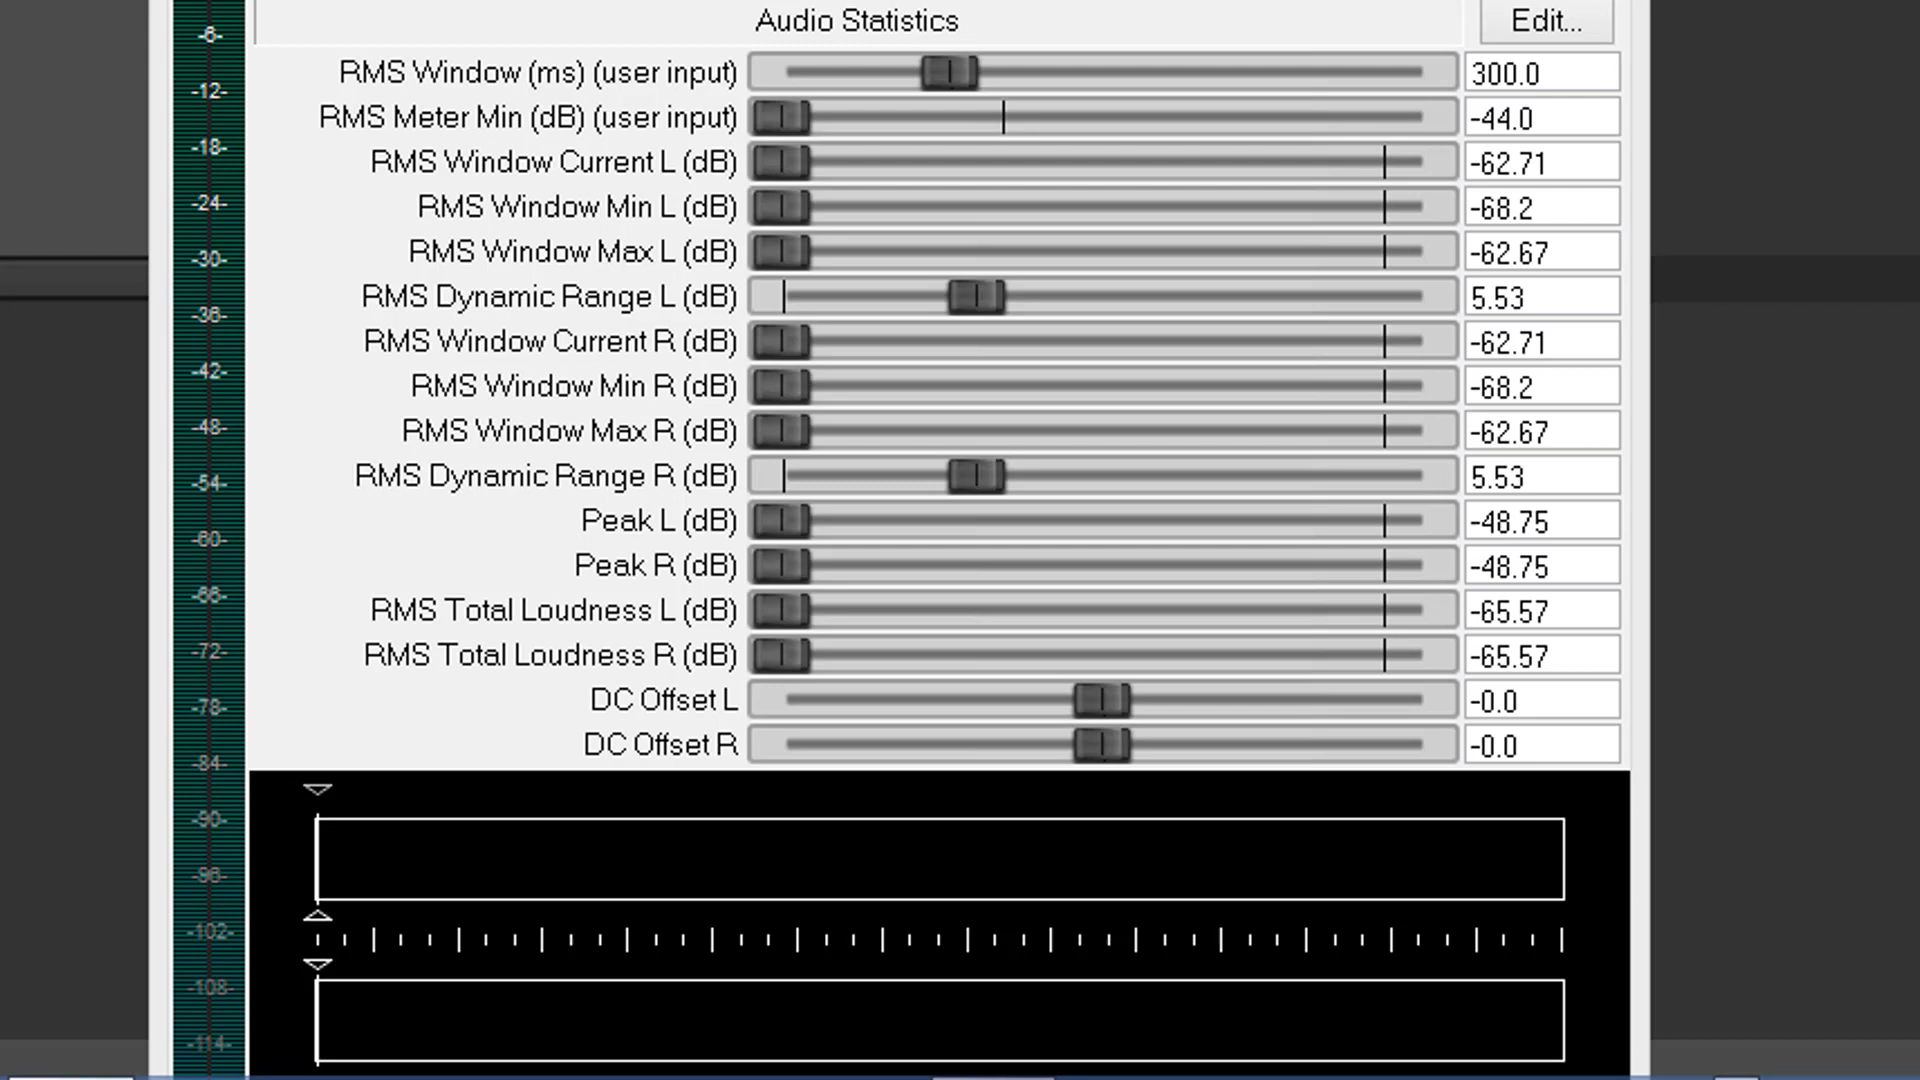 Audio Statistics Edit...
RMS Window (ms) (user input) 300.0
RMS Meter Min (dB) (user input) -44.0
RMS Window Current L (dB) -62.71
RMS Window Min L (dB) -68.2
RMS Window Max L (dB) -62.67
RMS Dynamic Range L (dB) 5.53
RMS Window Current R (dB) -62.71
RMS Window Min R (dB) -68.2
RMS Window Max R (dB) -62.67
RMS Dynamic Range R (dB) 5.53
Peak L (dB) -48.75
Peak R (dB) -48.75
RMS Total Loudness L (dB) -65.57
RMS Total Loudness R (dB) -65.57
DC Offset L -0.0
DC Offset R -0.0
-6-
-12-
-18-
-24-
-30-
-36-
-42-
-48-
-54-
-60-
-66-
-72-
-78-
-84-
-90-
-96-
-102-
-108-
-114-